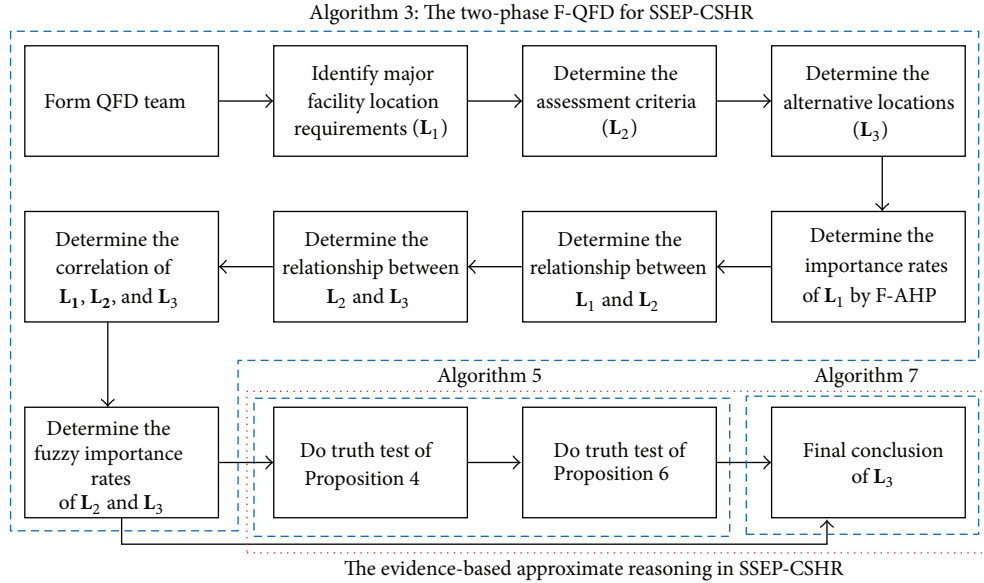 Algorithm 3: The two-phase F-QFD for SSEP-CSHR
Form QFD team
Identify major
facility location
requirements (L₁)
Determine the
assessment criteria
(L₂)
Determine the
alternative locations
(L₃)
Determine the
correlation of
L₁, L₂, and L₃
Determine the
relationship between
L₂ and L₃
Determine the
relationship between
L₁ and L₂
Determine the
importance rates
of L₁ by F-AHP
Algorithm 5
Algorithm 7
Determine the
fuzzy importance
rates
of L₂ and L₃
Do truth test of
Proposition 4
Do truth test of
Proposition 6
Final conclusion
of L₃
The evidence-based approximate reasoning in SSEP-CSHR